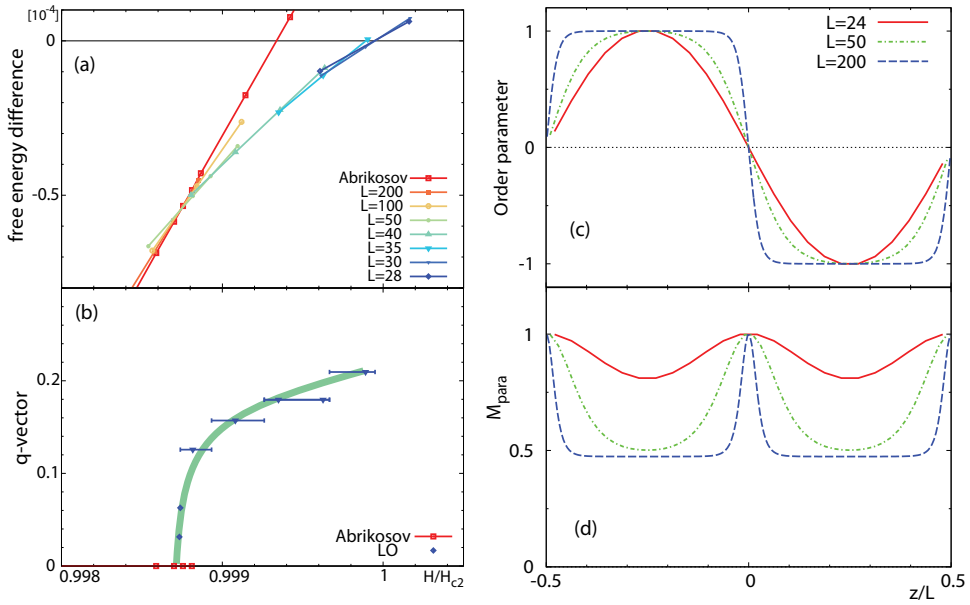 [10⁻⁴]
0
-0.5
free energy difference
(a)
Abrikosov
L=200
L=100
L=50
L=40
L=35
L=30
L=28
(b)
0.2
0.1
0
q-vector
Abrikosov
LO
0.998
0.999
1
H/Hc2
L=24
L=50
L=200
1
0
-1
Order parameter
(c)
1
0.5
0
Mpara
(d)
-0.5
0
0.5
z/L